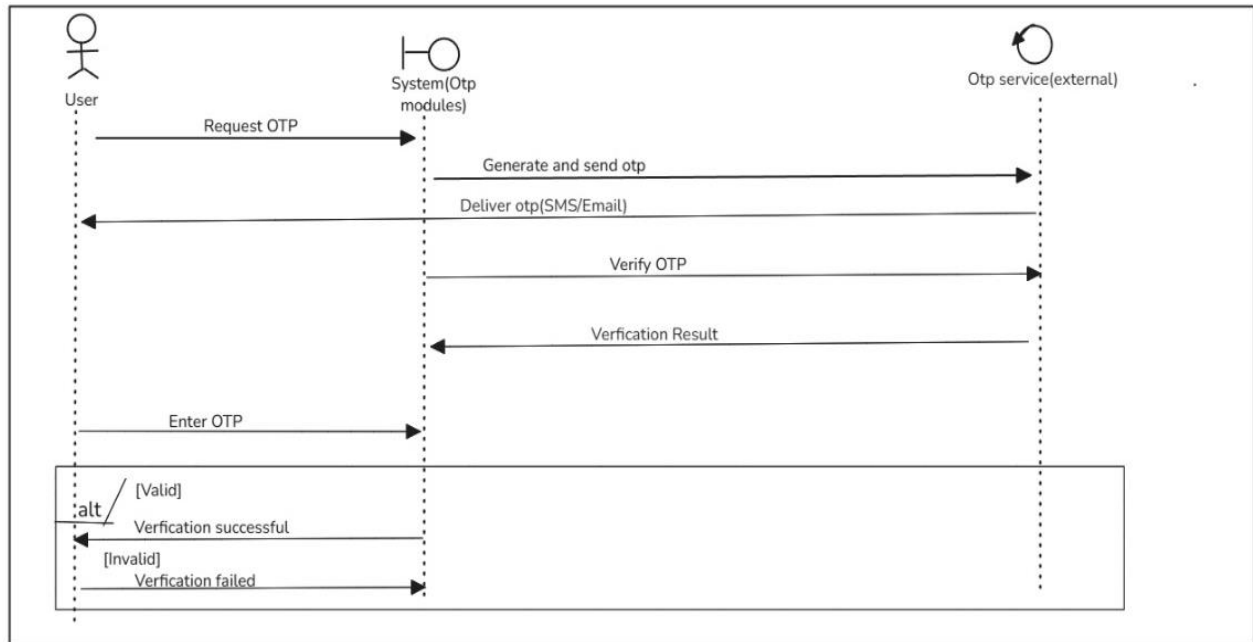 User
System(Otp
modules)
Otp service(external)
Request OTP
Generate and send otp
Deliver otp(SMS/Email)
Verify OTP
Verfication Result
Enter OTP
alt
[Valid]
Verfication successful
[Invalid]
Verfication failed